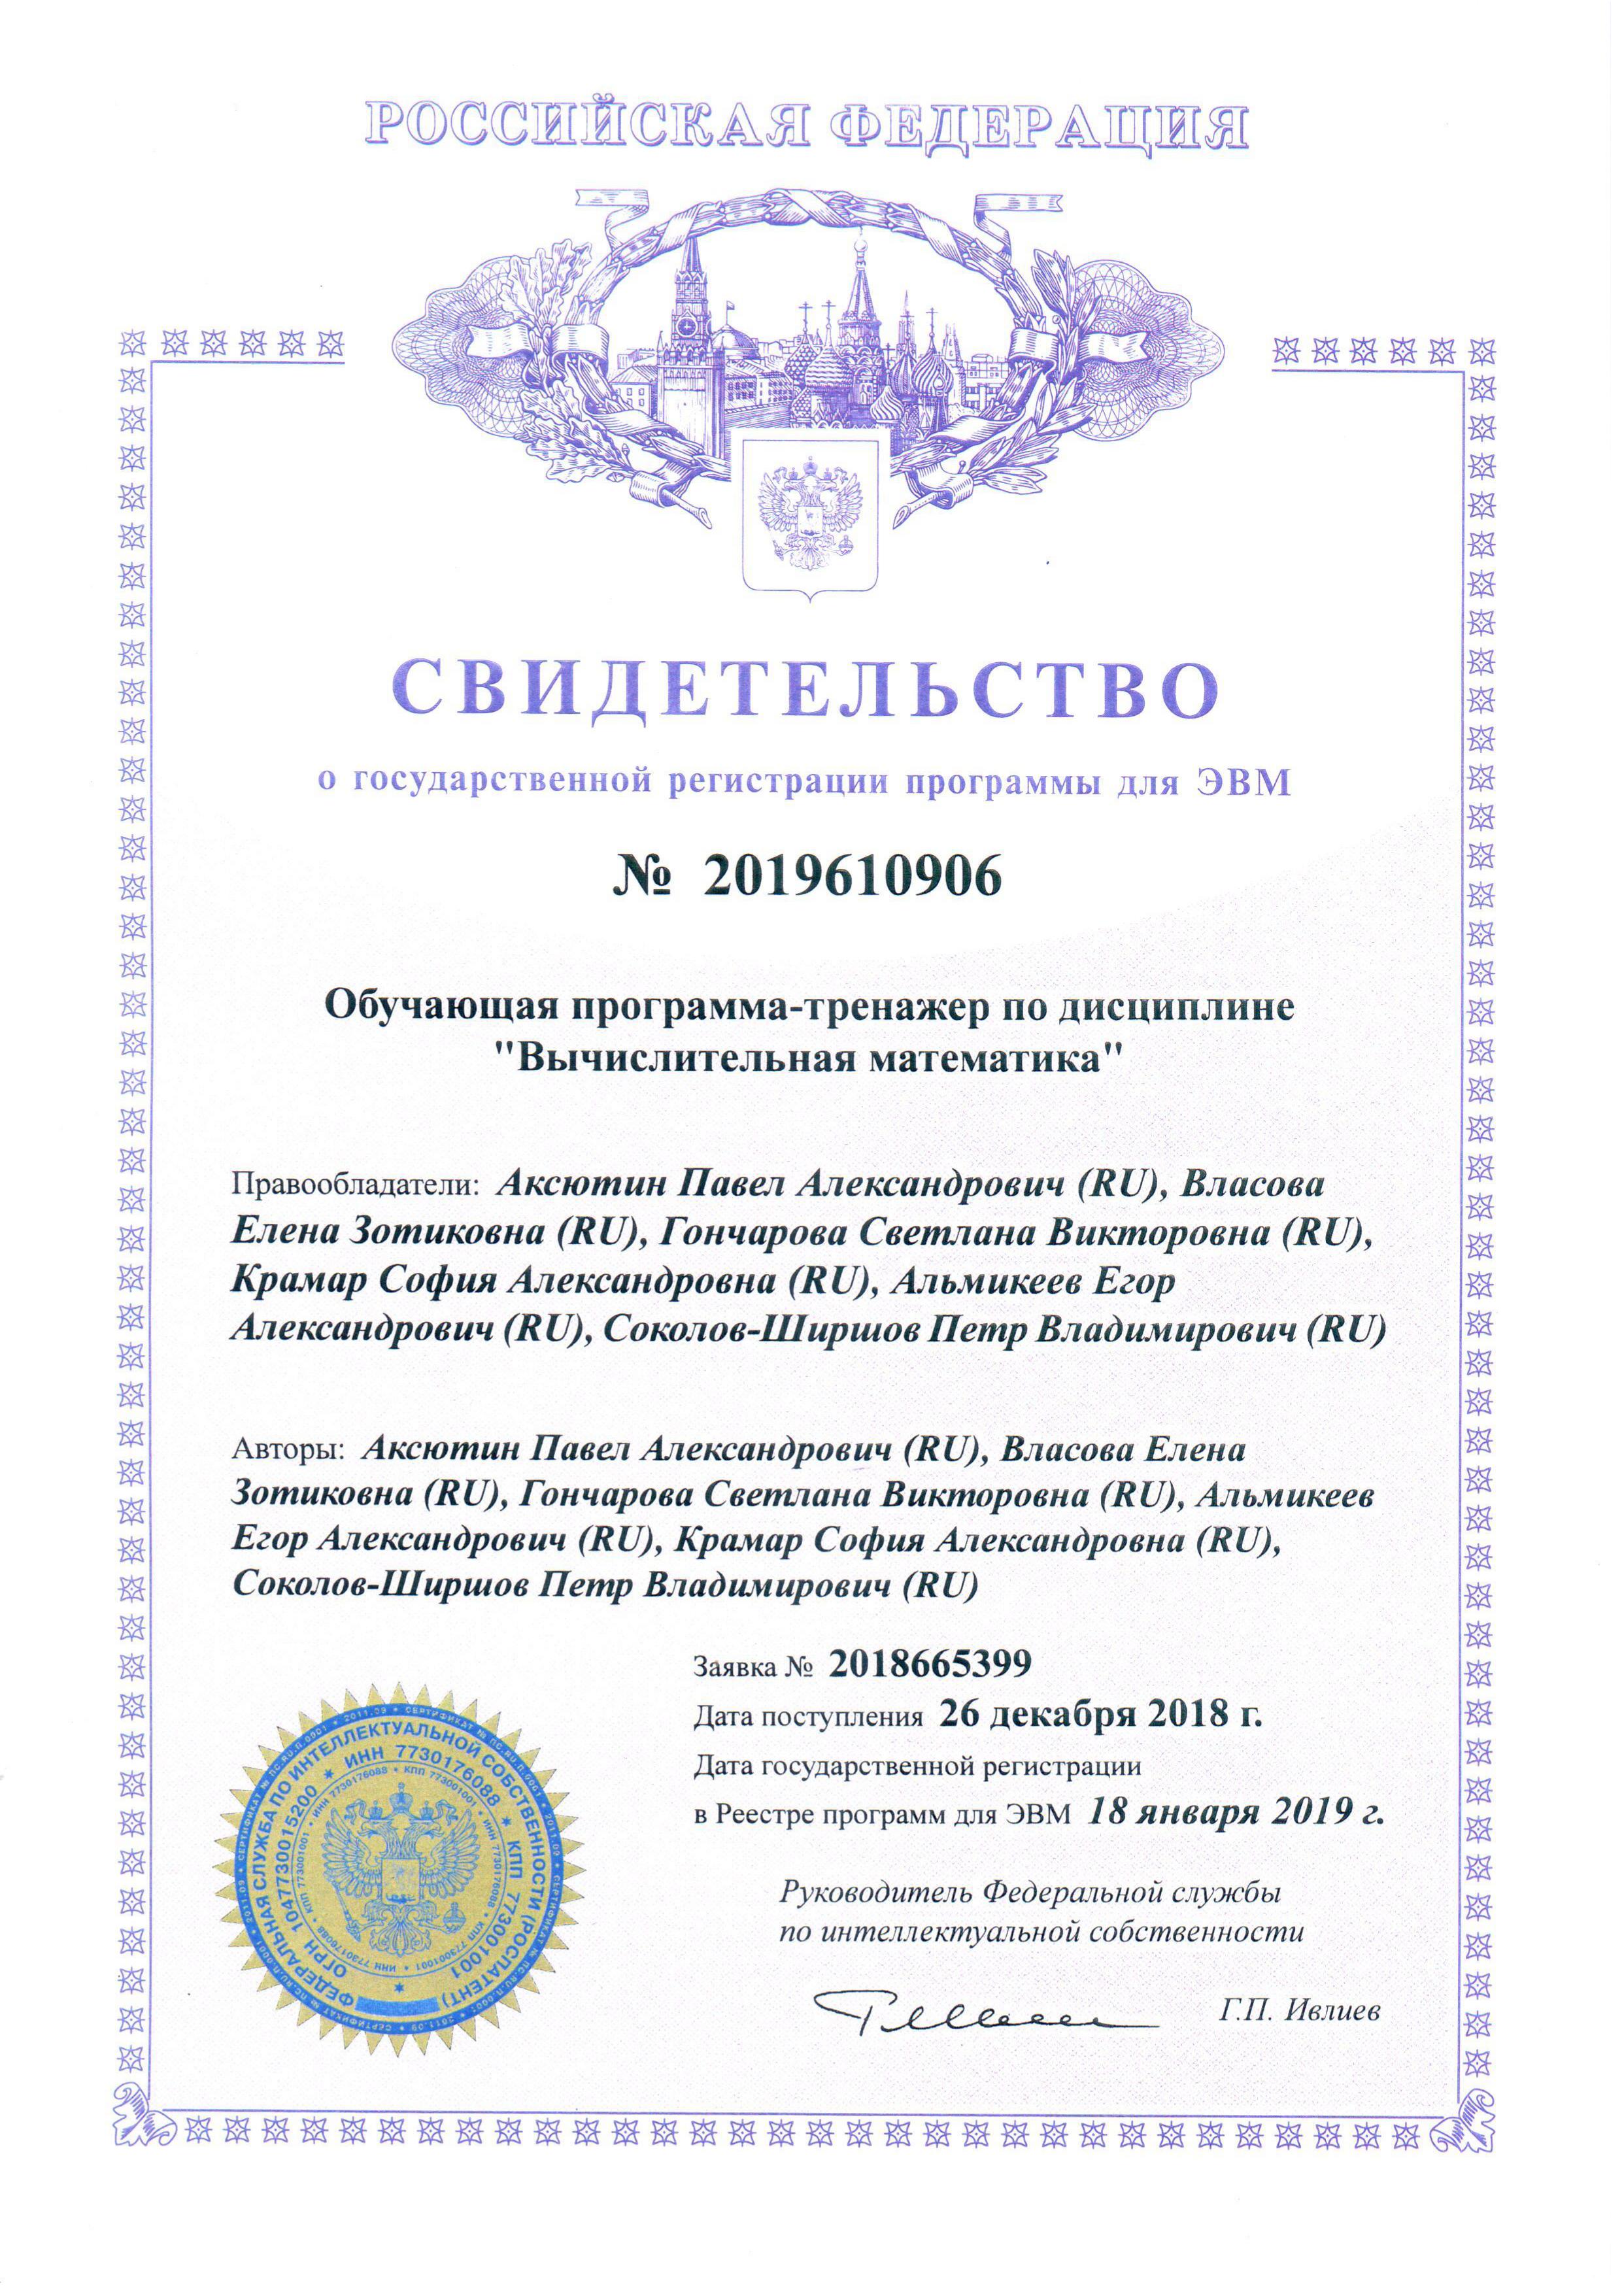 РОССИЙСКАЯ ФЕДЕРАЦИЯ
СВИДЕТЕЛЬСТВО
о государственной регистрации программы для ЭВМ
№ 2019610906
Обучающая программа-тренажер по дисциплине
"Вычислительная математика"
Правообладатели: Аксютин Павел Александрович (RU), Власова
Елена Зотиковна (RU), Гончарова Светлана Викторовна (RU),
Крамар София Александровна (RU), Альмикеев Егор
Александрович (RU), Соколов-Ширшов Петр Владимирович (RU)
Авторы: Аксютин Павел Александрович (RU), Власова Елена
Зотиковна (RU), Гончарова Светлана Викторовна (RU), Альмикеев
Егор Александрович (RU), Крамар София Александровна (RU),
Соколов-Ширшов Петр Владимирович (RU)
Заявка № 2018665399
Дата поступления 26 декабря 2018 г.
Дата государственной регистрации
в Реестре программ для ЭВМ 18 января 2019 г.
Руководитель Федеральной службы
по интеллектуальной собственности
Г.П. Ивлиев
ФЕДЕРАЛЬНАЯ СЛУЖБА ПО ИНТЕЛЛЕКТУАЛЬНОЙ СОБСТВЕННОСТИ (РОСПАТЕНТ)
ОГРН 1047730015200 * ИНН 7730176088 * КПП 773001001 *